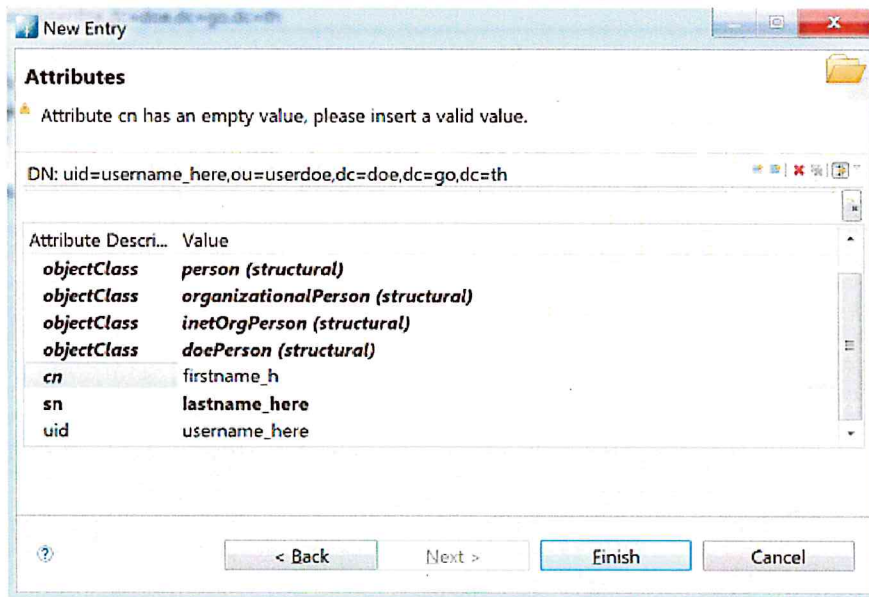 New Entry
Attributes
Attribute cn has an empty value, please insert a valid value.
DN: uid=username_here,ou=userdoe,dc=doe,dc=go,dc=th
Attribute Descri... Value
objectClass person (structural)
objectClass organizationalPerson (structural)
objectClass inetOrgPerson (structural)
objectClass doePerson (structural)
cn firstname_h
sn lastname_here
uid username_here
< Back Next > Finish Cancel